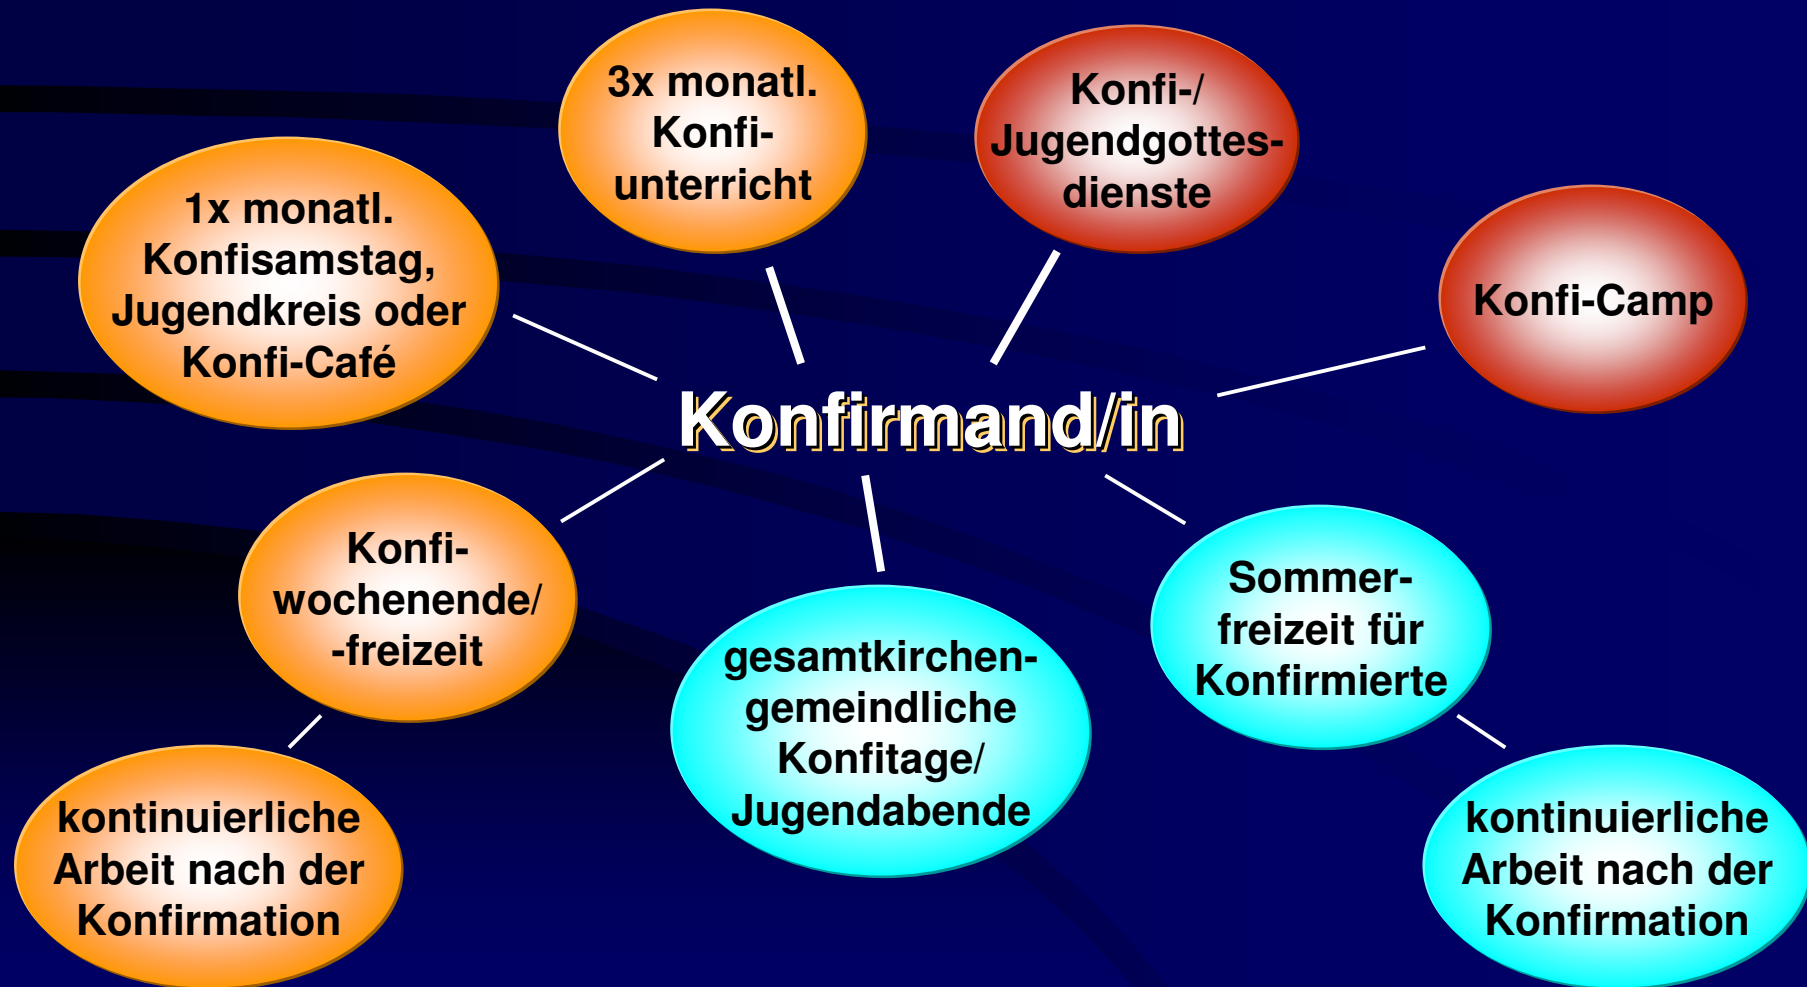 3x monatl.
Konfi-
unterricht
Konfi-/
Jugendgottes-
dienste
1x monatl.
Konfisamstag,
Jugendkreis oder
Konfi-Café
Konfi-Camp
Konfirmand/in
Konfi-
wochenende/
-freizeit
gesamtkirchen-
gemeindliche
Konfitage/
Jugendabende
Sommer-
freizeit für
Konfirmierte
kontinuierliche
Arbeit nach der
Konfirmation
kontinuierliche
Arbeit nach der
Konfirmation